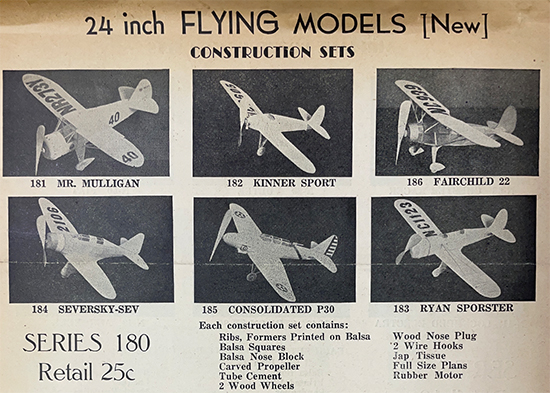 24 inch FLYING MODELS [New]
CONSTRUCTION SETS
NR273Y
40
40
NC1123
181 MR. MULLIGAN
182 KINNER SPORT
186 FAIRCHILD 22
184 SEVERSKY-SEV
185 CONSOLIDATED P30
183 RYAN SPORSTER
SERIES 180
Retail 25c
Each construction set contains:
Ribs, Formers Printed on Balsa
Balsa Squares
Balsa Nose Block
Carved Propeller
Tube Cement
2 Wood Wheels
Wood Nose Plug
2 Wire Hooks
Jap Tissue
Full Size Plans
Rubber Motor